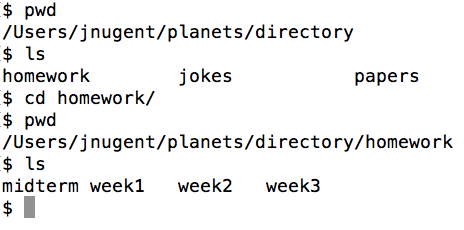 $ pwd
/Users/jnugent/planets/directory
$ ls
homework jokes papers
$ cd homework/
$ pwd
/Users/jnugent/planets/directory/homework
$ ls
midterm week1 week2 week3
$